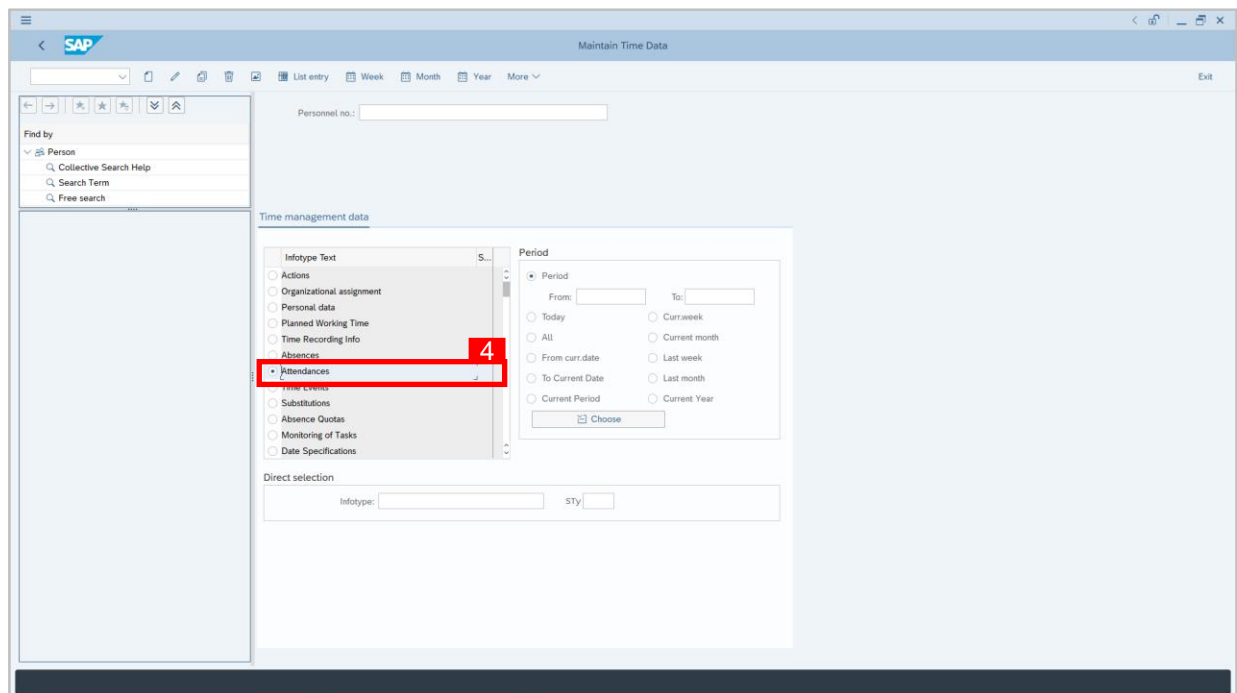 SAP
Maintain Time Data
List entry Week Month Year More Exit
Personnel no.:
Find by
Person
Collective Search Help
Search Term
Free search
Time management data
Infotype Text S...
Actions
Organizational assignment
Personal data
Planned Working Time
Time Recording Info
Absences
4
Attendances
Time Events
Substitutions
Absence Quotas
Monitoring of Tasks
Date Specifications
Period
Period
From: To:
Today Curr.week
All Current month
From curr.date Last week
To Current Date Last month
Current Period Current Year
Choose
Direct selection
Infotype: STy